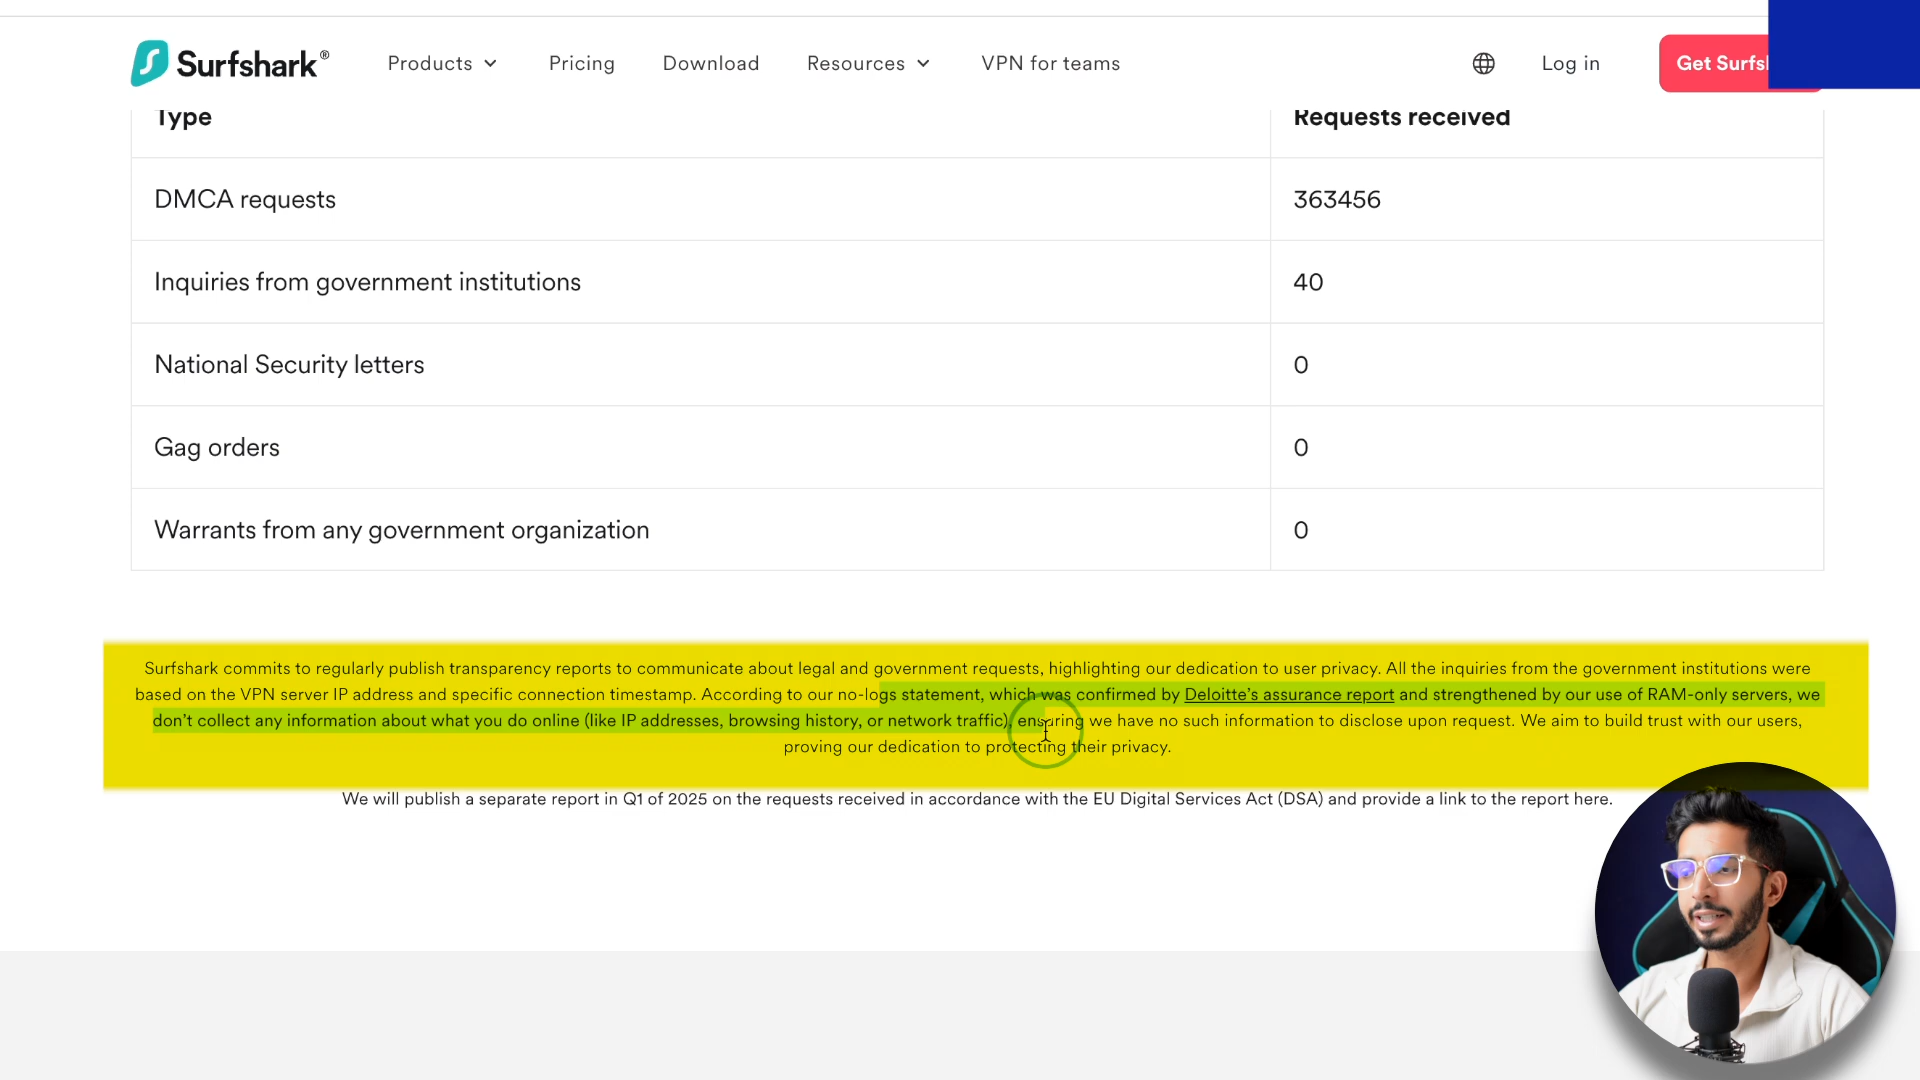 Surfshark®
Products
Pricing
Download
Resources
VPN for teams
Log in
Get Surfs
Type
Requests received
DMCA requests
363456
Inquiries from government institutions
40
National Security letters
0
Gag orders
0
Warrants from any government organization
0
Surfshark commits to regularly publish transparency reports to communicate about legal and government requests, highlighting our dedication to user privacy. All the inquiries from the government institutions were
based on the VPN server IP address and specific connection timestamp. According to our no-logs statement, which was confirmed by Deloitte’s assurance report and strengthened by our use of RAM-only servers, we
don’t collect any information about what you do online (like IP addresses, browsing history, or network traffic), ensuring we have no such information to disclose upon request. We aim to build trust with our users,
proving our dedication to protecting their privacy.
We will publish a separate report in Q1 of 2025 on the requests received in accordance with the EU Digital Services Act (DSA) and provide a link to the report here.